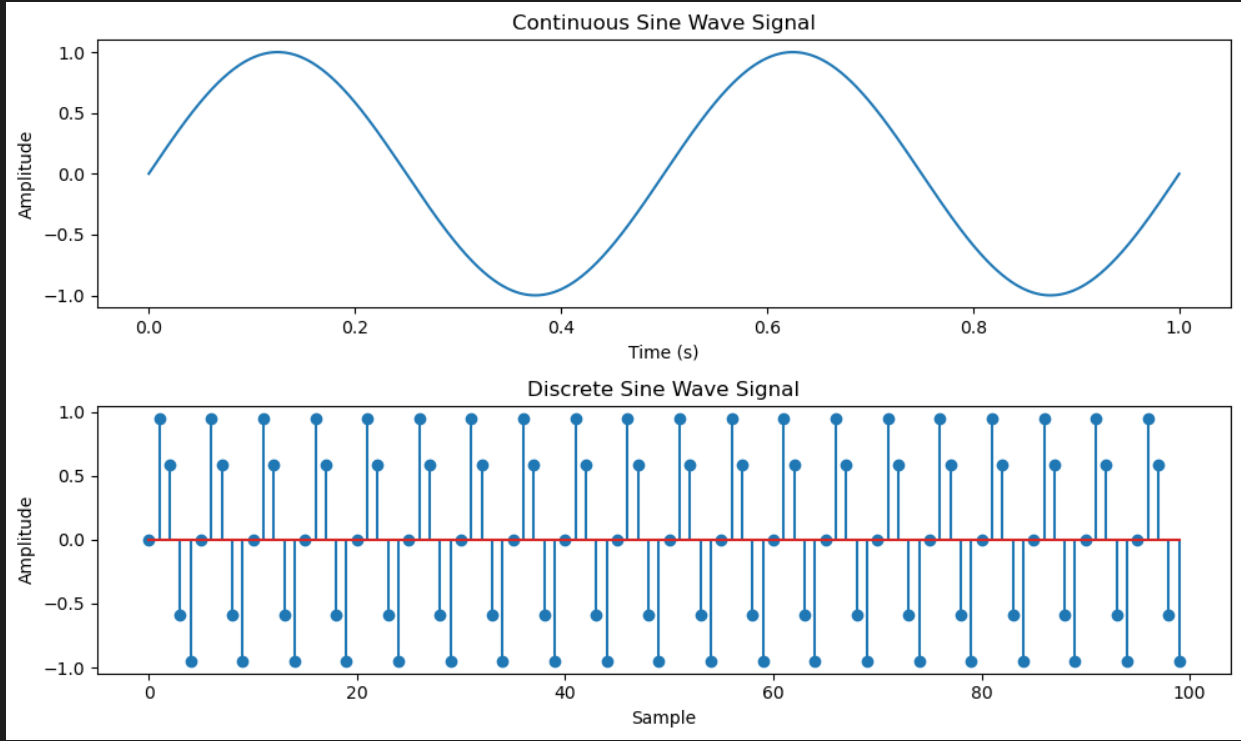 Continuous Sine Wave Signal
1.0
0.5
0.0
−0.5
−1.0
Amplitude
0.0 0.2 0.4 0.6 0.8 1.0
Time (s)
Discrete Sine Wave Signal
1.0
0.5
0.0
−0.5
−1.0
Amplitude
0 20 40 60 80 100
Sample